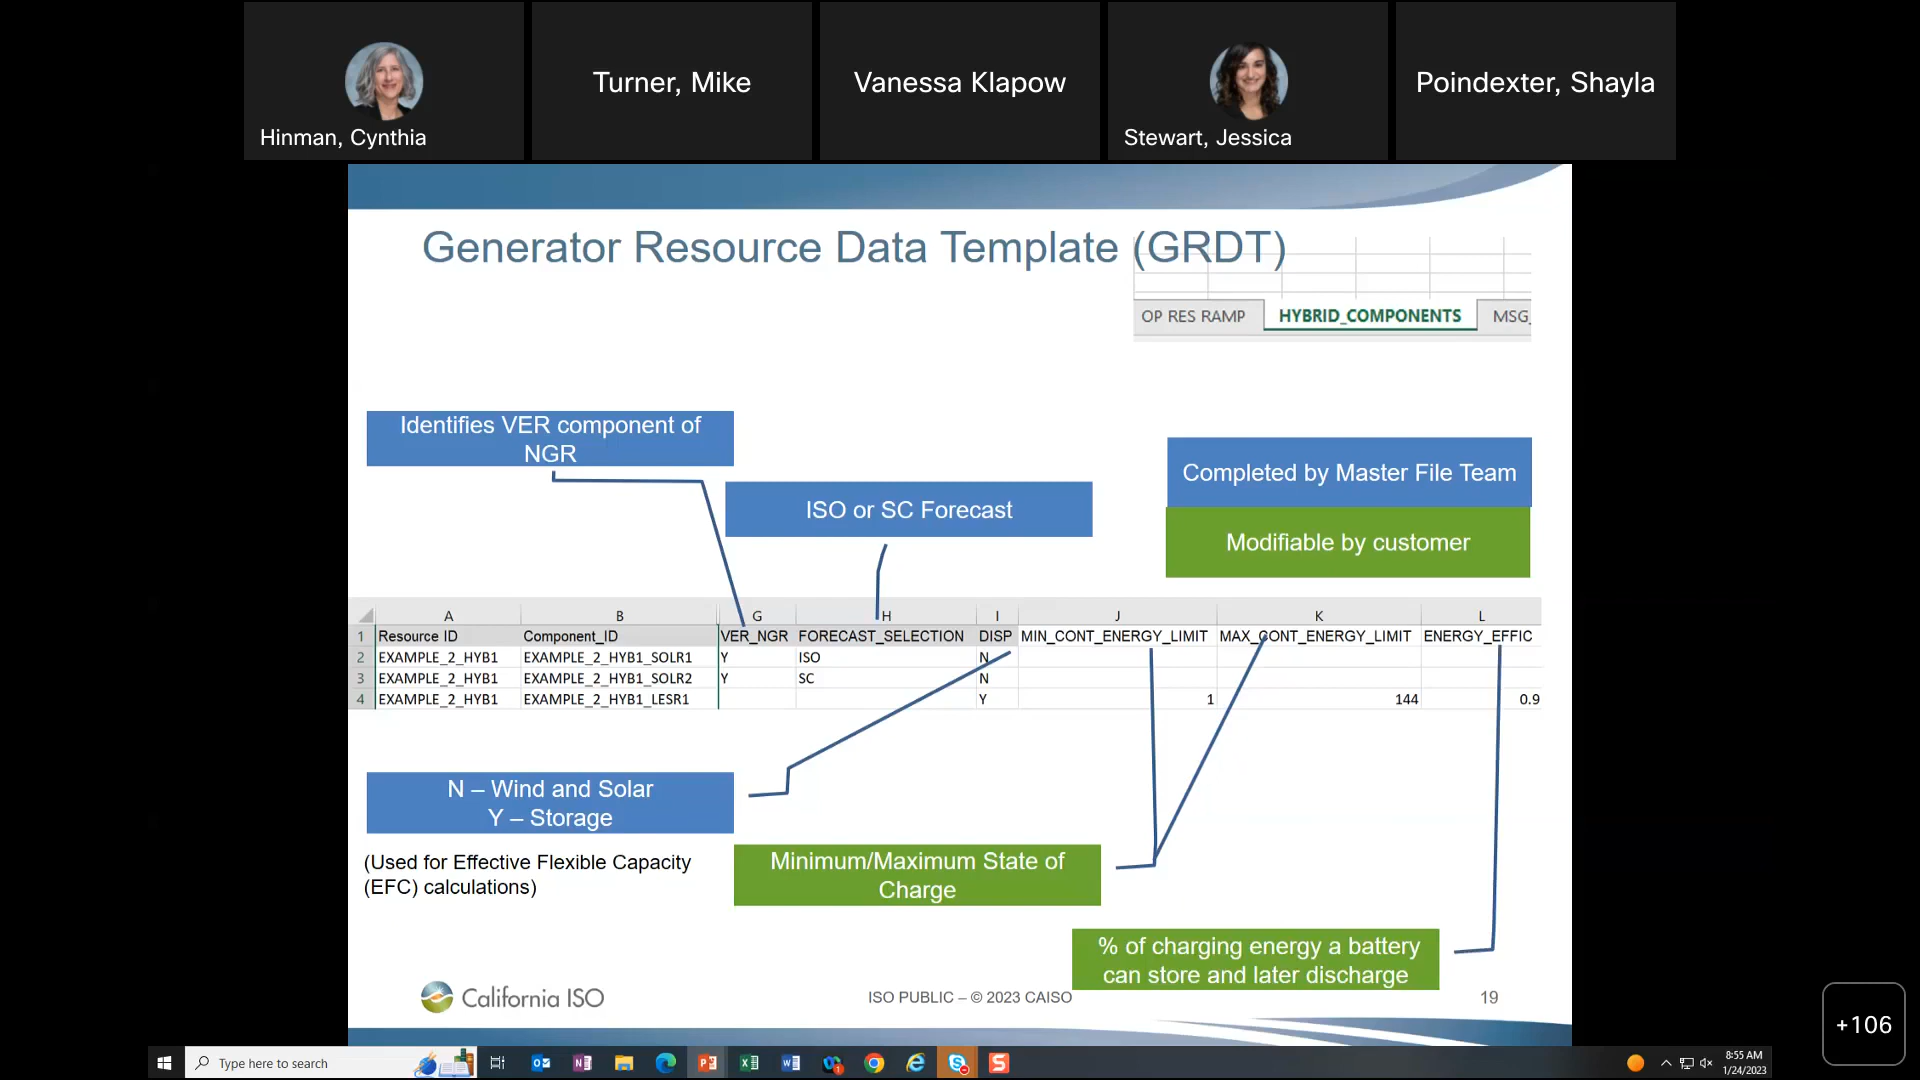 Hinman, Cynthia
Turner, Mike
Vanessa Klapow
Stewart, Jessica
Poindexter, Shayla
Generator Resource Data Template (GRDT)
OP RES RAMP HYBRID_COMPONENTS MSG_
Identifies VER component of
NGR
ISO or SC Forecast
Completed by Master File Team
Modifiable by customer
A B G H I J K L
1 Resource ID Component_ID VER_NGR FORECAST_SELECTION DISP MIN_CONT_ENERGY_LIMIT MAX_CONT_ENERGY_LIMIT ENERGY_EFFIC
2 EXAMPLE_2_HYB1 EXAMPLE_2_HYB1_SOLR1 Y ISO N
3 EXAMPLE_2_HYB1 EXAMPLE_2_HYB1_SOLR2 Y SC N
4 EXAMPLE_2_HYB1 EXAMPLE_2_HYB1_LESR1 Y 1 144 0.9
N – Wind and Solar
Y – Storage
(Used for Effective Flexible Capacity
(EFC) calculations)
Minimum/Maximum State of
Charge
% of charging energy a battery
can store and later discharge
California ISO
ISO PUBLIC – © 2023 CAISO
19
+106
Type here to search
8:55 AM
1/24/2023